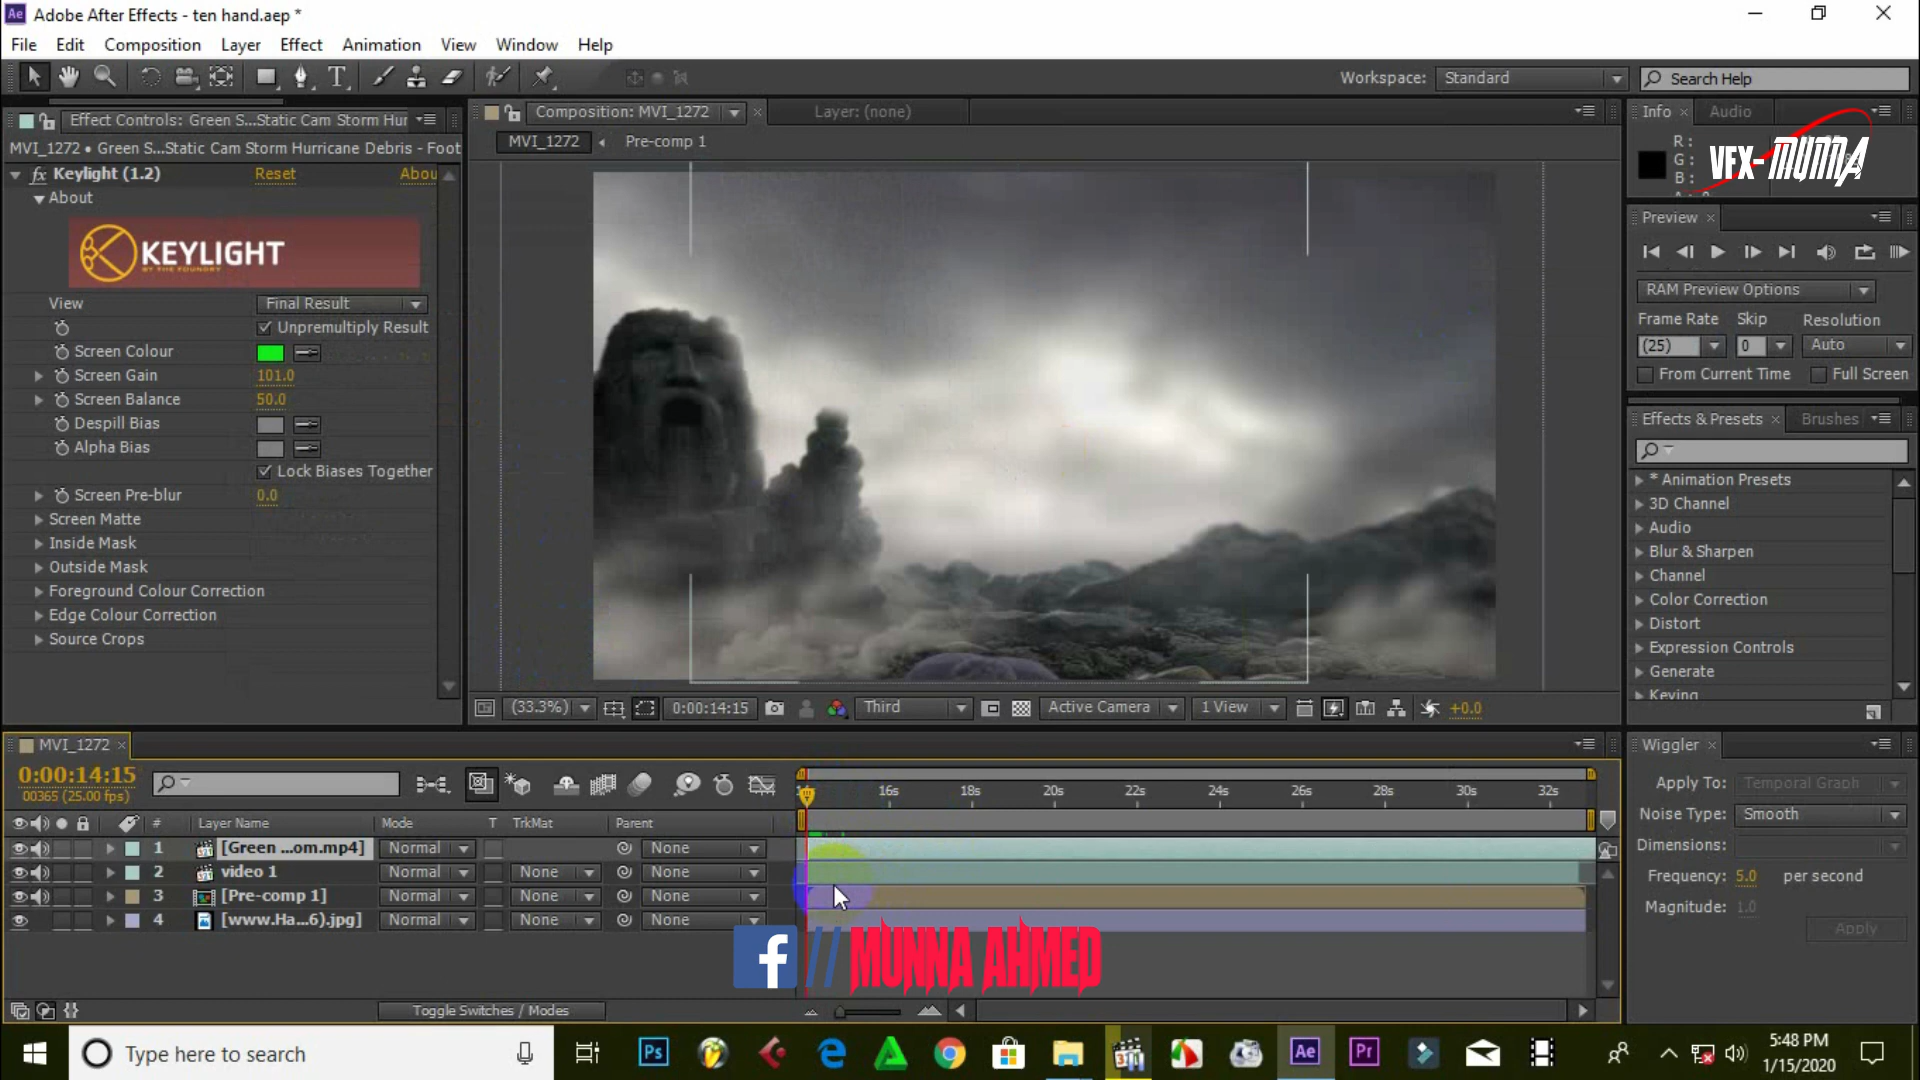 Adobe After Effects - ten hand.aep *
File Edit Composition Layer Effect Animation View Window Help
Workspace: Standard
Search Help
Effect Controls: Green S...Static Cam Storm Hur
Composition: MVI_1272
Layer: (none)
Info Audio
MVI_1272 • Green S...Static Cam Storm Hurricane Debris - Foot
MVI_1272 Pre-comp 1
R:
G:
B:
VFX-MUNNA
fx Keylight (1.2) Reset Abou
About
KEYLIGHT
BY THE FOUNDRY
View Final Result
Unpremultiply Result
Screen Colour
Screen Gain 101.0
Screen Balance 50.0
Despill Bias
Alpha Bias
Lock Biases Together
Screen Pre-blur 0.0
Screen Matte
Inside Mask
Outside Mask
Foreground Colour Correction
Edge Colour Correction
Source Crops
Preview
RAM Preview Options
Frame Rate Skip Resolution
(25) 0 Auto
From Current Time Full Screen
Effects & Presets Brushes
* Animation Presets
3D Channel
Audio
Blur & Sharpen
Channel
Color Correction
Distort
Expression Controls
Generate
Keying
(33.3%) 0:00:14:15 Third Active Camera 1 View +0.0
MVI_1272
0:00:14:15
00365 (25.00 fps)
16s 18s 20s 22s 24s 26s 28s 30s 32s
# Layer Name Mode T TrkMat Parent
1 [Green ...om.mp4] Normal None
2 video 1 Normal None None
3 [Pre-comp 1] Normal None None
4 [www.Ha...6).jpg] Normal None None
Toggle Switches / Modes
f // MUNNA AHMED
Wiggler
Apply To: Temporal Graph
Noise Type: Smooth
Dimensions:
Frequency: 5.0 per second
Magnitude: 1.0
Apply
Type here to search
Ps
Ae
Pr
5:48 PM
1/15/2020